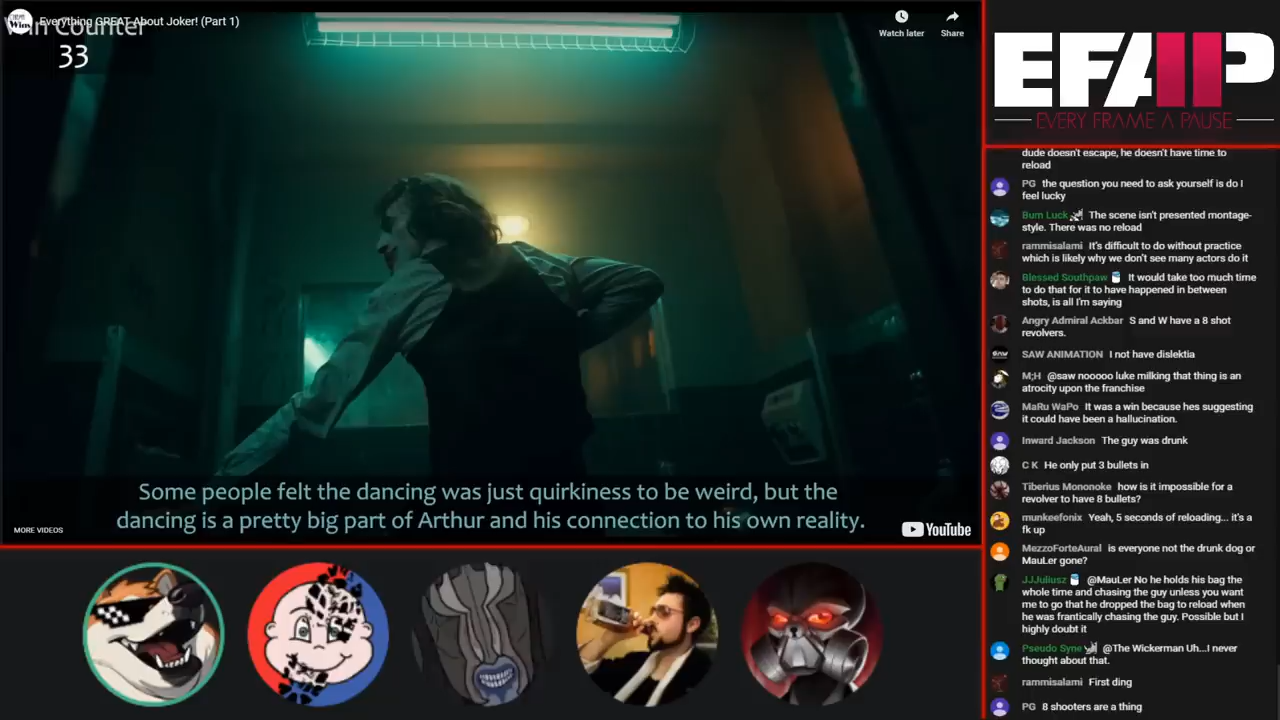 Everything GREAT About Joker! (Part 1)
Win Counter
33
Watch later
Share
Some people felt the dancing was just quirkiness to be weird, but the
dancing is a pretty big part of Arthur and his connection to his own reality.
MORE VIDEOS
YouTube
EFAP
EVERY FRAME A PAUSE
dude doesn't escape, he doesn't have time to
reload
PG the question you need to ask yourself is do I
feel lucky
Bum Luck The scene isn't presented montage-
style. There was no reload
rammisalami It's difficult to do without practice
which is likely why we don't see many actors do it
Blessed Southpaw It would take too much time
to do that for it to have happened in between
shots, is all I'm saying
Angry Admiral Ackbar S and W have a 8 shot
revolvers.
SAW ANIMATION I not have dislektia
M;H @saw nooooo luke milking that thing is an
atrocity upon the franchise
MaRu WaPo It was a win because hes suggesting
it could have been a hallucination.
Inward Jackson The guy was drunk
C K He only put 3 bullets in
Tiberius Mononoke how is it impossible for a
revolver to have 8 bullets?
munkeefonix Yeah, 5 seconds of reloading... it's a
fk up
MezzoForteAural is everyone not the drunk dog or
MauLer gone?
JJJuliusz @MauLer No he holds his bag the
whole time and chasing the guy unless you want
me to go that he dropped the bag to reload when
he was frantically chasing the guy. Possible but I
highly doubt it
Pseudo Syne @The Wickerman Uh...I never
thought about that.
rammisalami First ding
PG 8 shooters are a thing